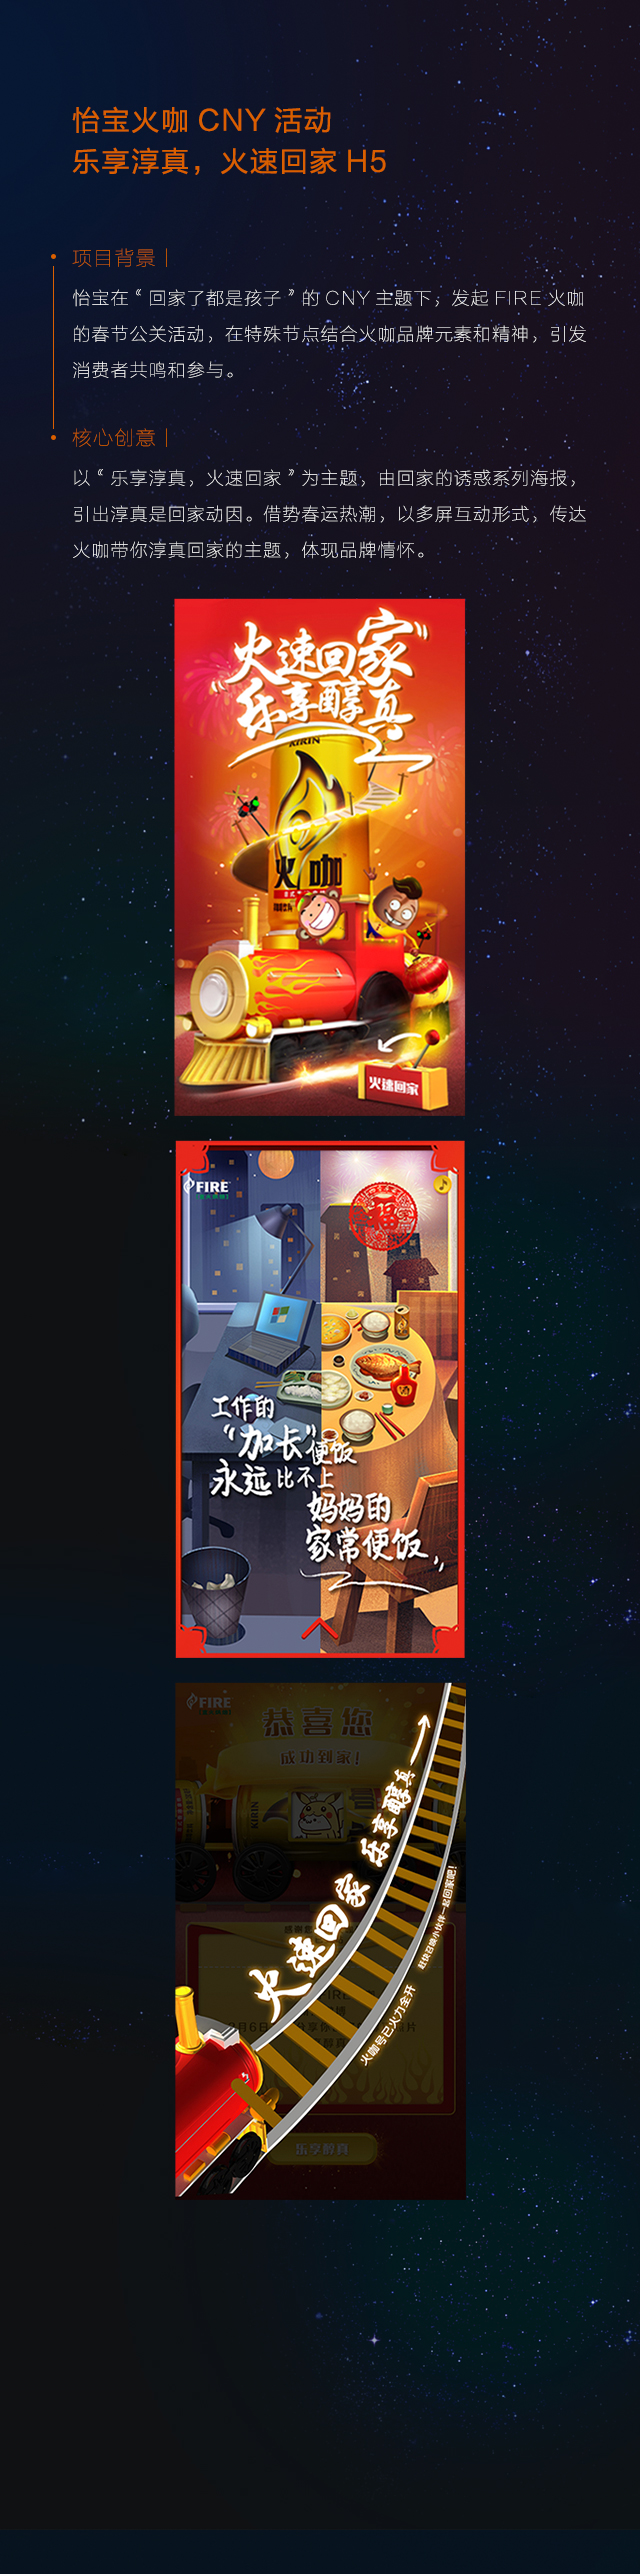 怡宝火咖 CNY 活动
乐享淳真，火速回家 H5
项目背景｜
怡宝在“回家了都是孩子”的 CNY 主题下，发起 FIRE 火咖
的春节公关活动，在特殊节点结合火咖品牌元素和精神，引发
消费者共鸣和参与。
核心创意｜
以“乐享淳真，火速回家”为主题，由回家的诱惑系列海报，
引出淳真是回家动因。借势春运热潮，以多屏互动形式，传达
火咖带你淳真回家的主题，体现品牌情怀。
“火速回家”
乐享醇真
KIRIN
火咖
火速回家
FIRE
福
工作的
“加长”便饭
永远比不上
妈妈的
家常便饭”
FIRE
恭喜您
成功到家！
KIRIN
火速回家 乐享醇真
火咖号已火力全开 赶快召唤小伙伴一起回家吧！
乐享醇真